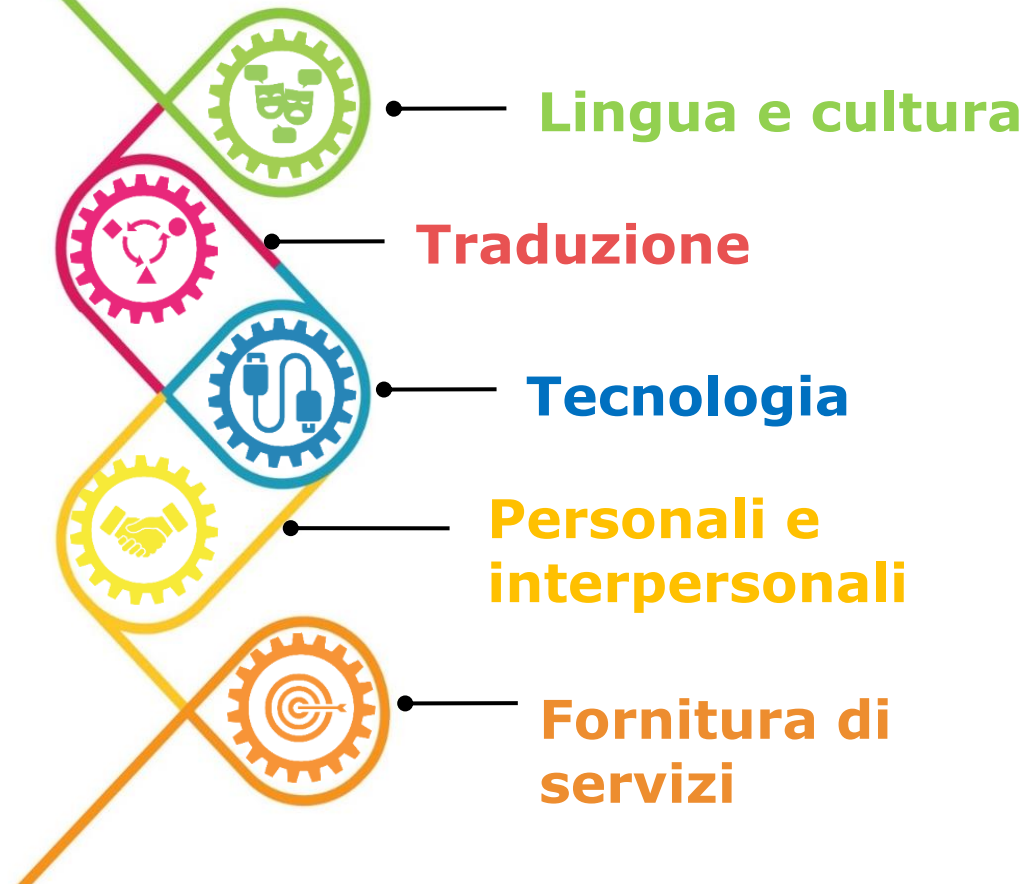 Lingua e cultura
Traduzione
Tecnologia
Personali e
interpersonali
Fornitura di
servizi